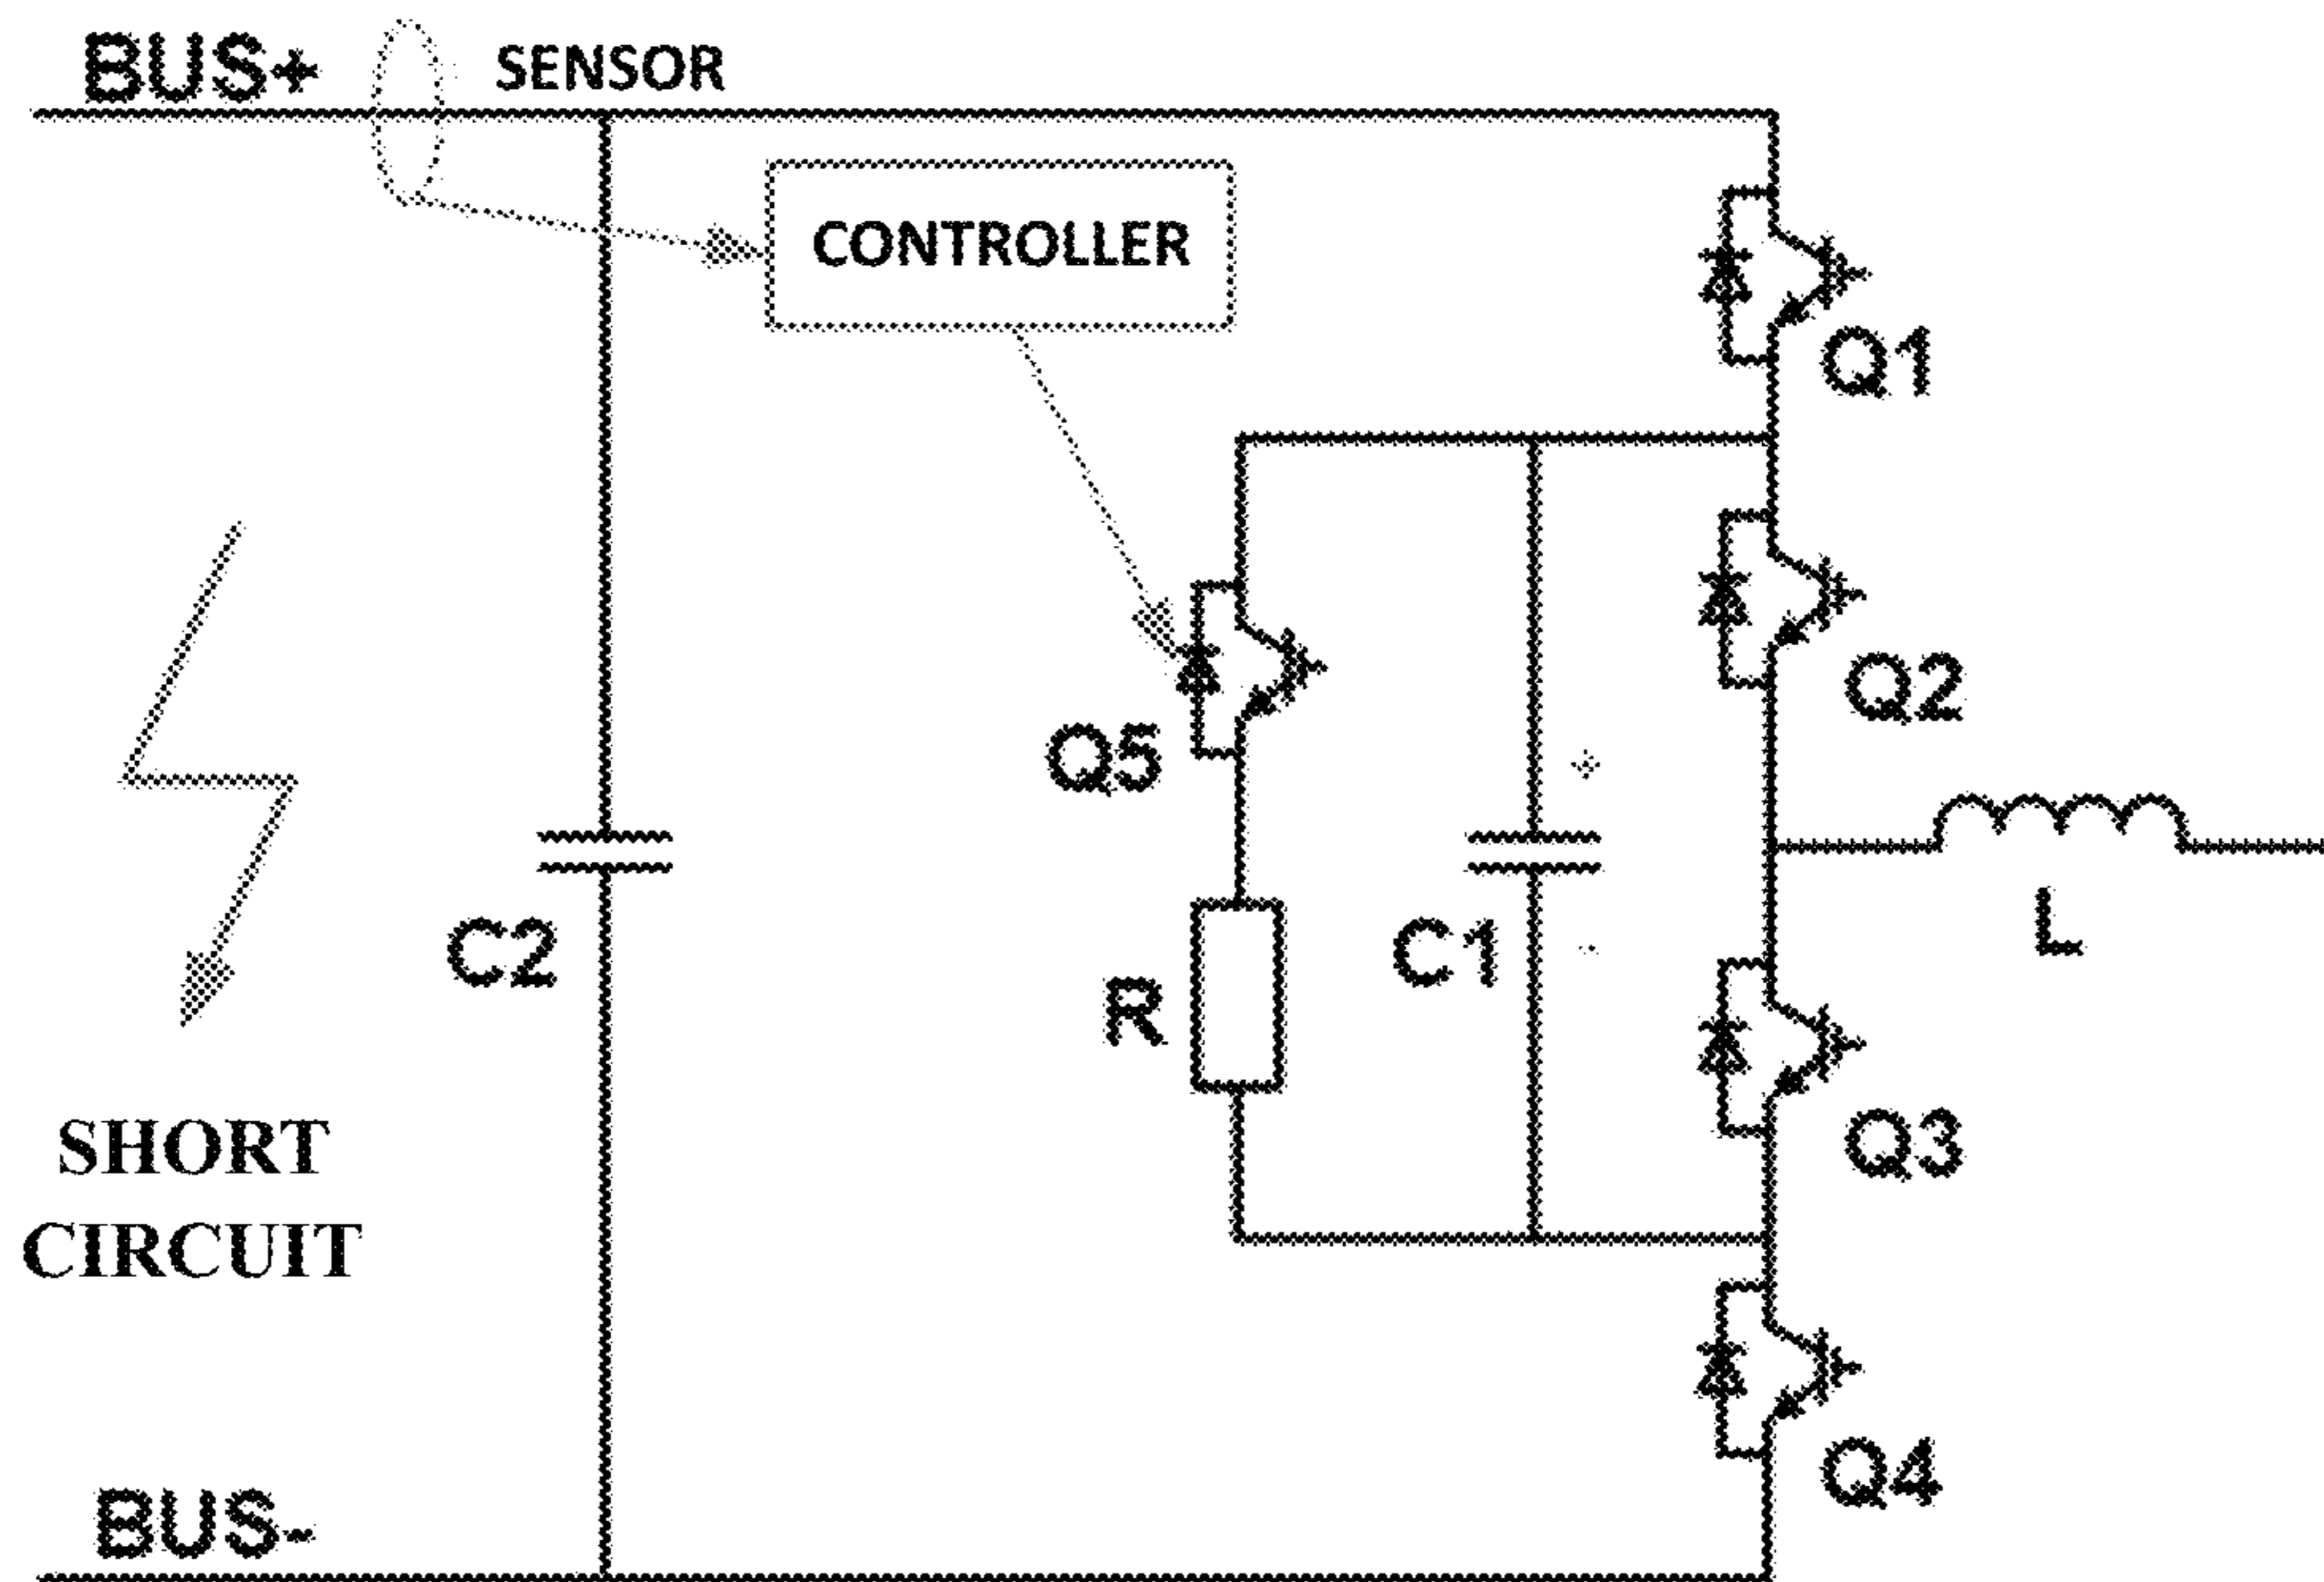 BUS+
SENSOR
CONTROLLER
Q1
Q2
Q5
+
C2
R
C1
-
L
SHORT
CIRCUIT
Q3
Q4
BUS-